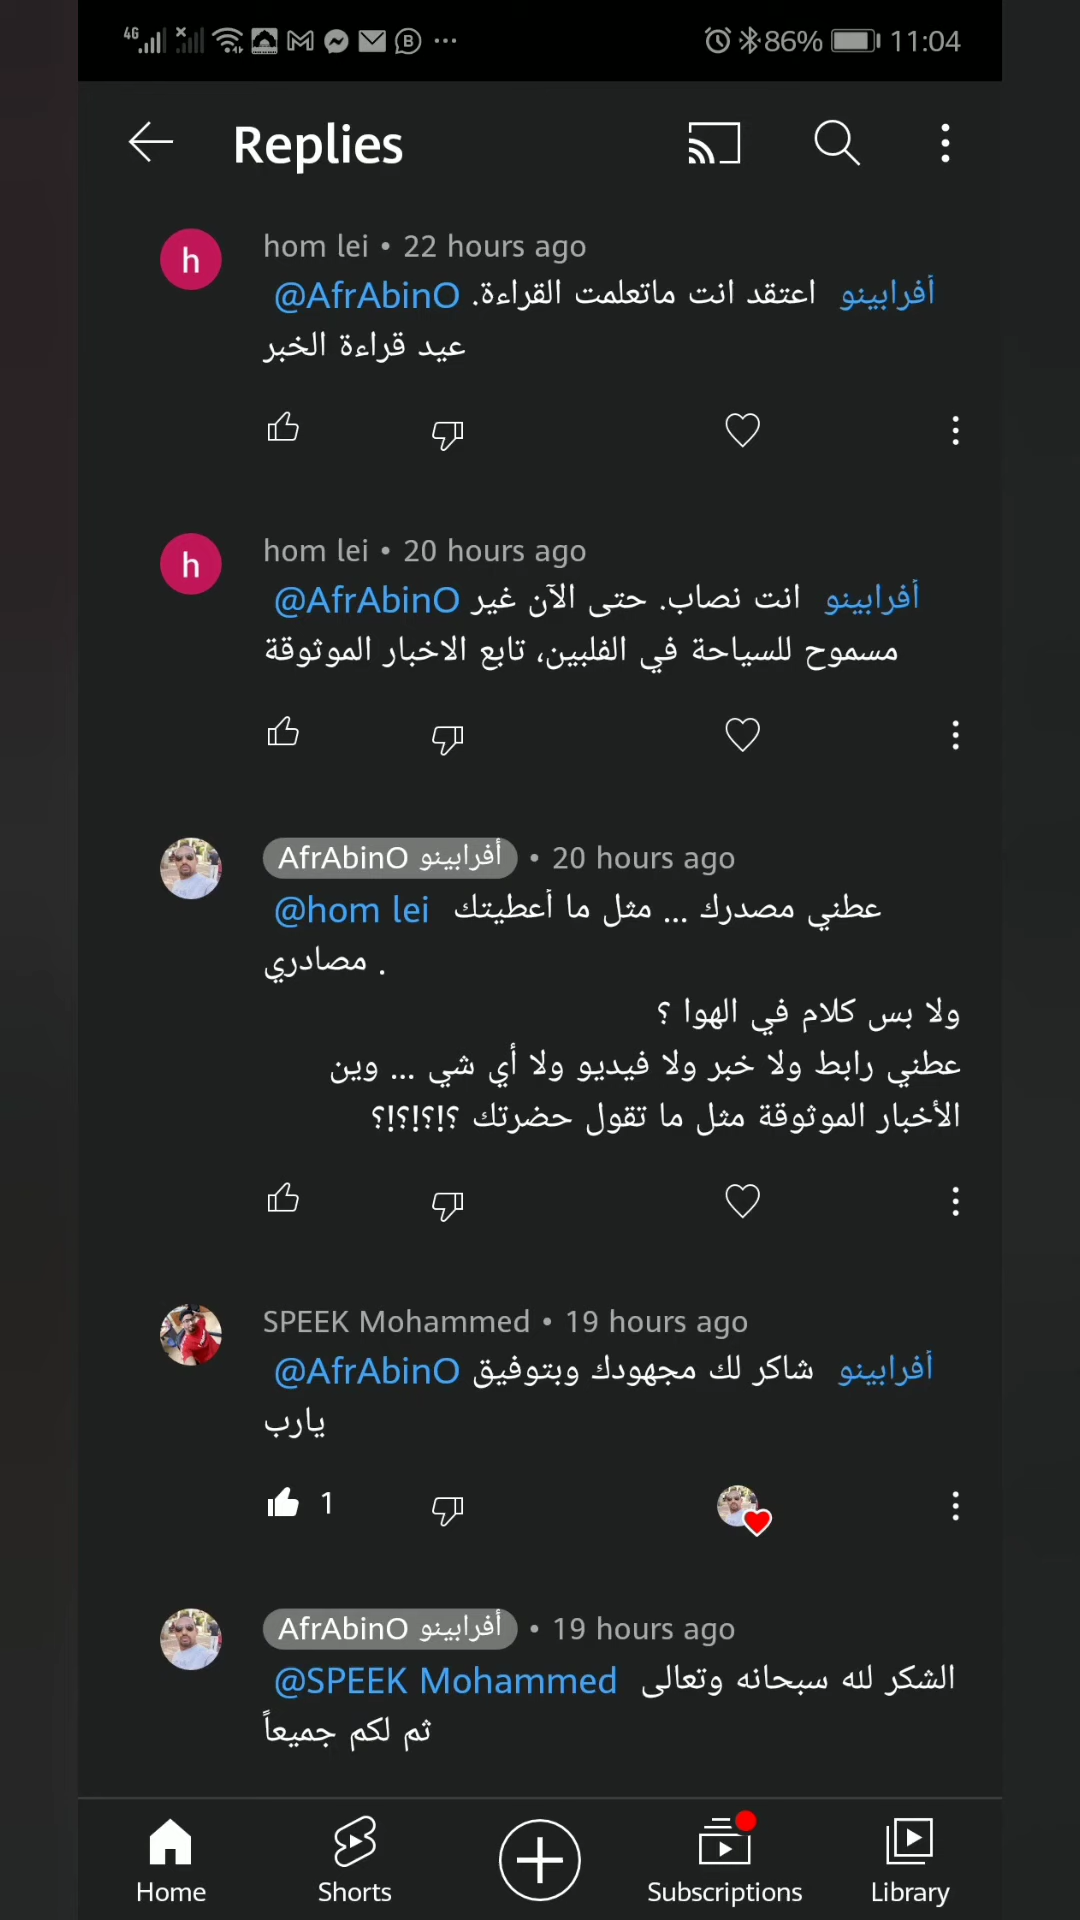 4G 86% 11:04
Replies
h
hom lei • 22 hours ago
@AfrAbinO أفرابينو اعتقد انت ماتعلمت القراءة.
عيد قراءة الخبر
h
hom lei • 20 hours ago
@AfrAbinO أفرابينو انت نصاب. حتى الآن غير
مسموح للسياحة في الفلبين، تابع الاخبار الموثوقة
AfrAbinO أفرابينو • 20 hours ago
@hom lei عطني مصدرك ... مثل ما أعطيتك
مصادري .
ولا بس كلام في الهوا ؟
عطني رابط ولا خبر ولا فيديو ولا أي شي ... وين
الأخبار الموثوقة مثل ما تقول حضرتك ؟!؟!؟!؟
SPEEK Mohammed • 19 hours ago
@AfrAbinO أفرابينو شاكر لك مجهودك وبتوفيق
يارب
1
AfrAbinO أفرابينو • 19 hours ago
@SPEEK Mohammed الشكر لله سبحانه وتعالى
ثم لكم جميعاً
Home Shorts Subscriptions Library